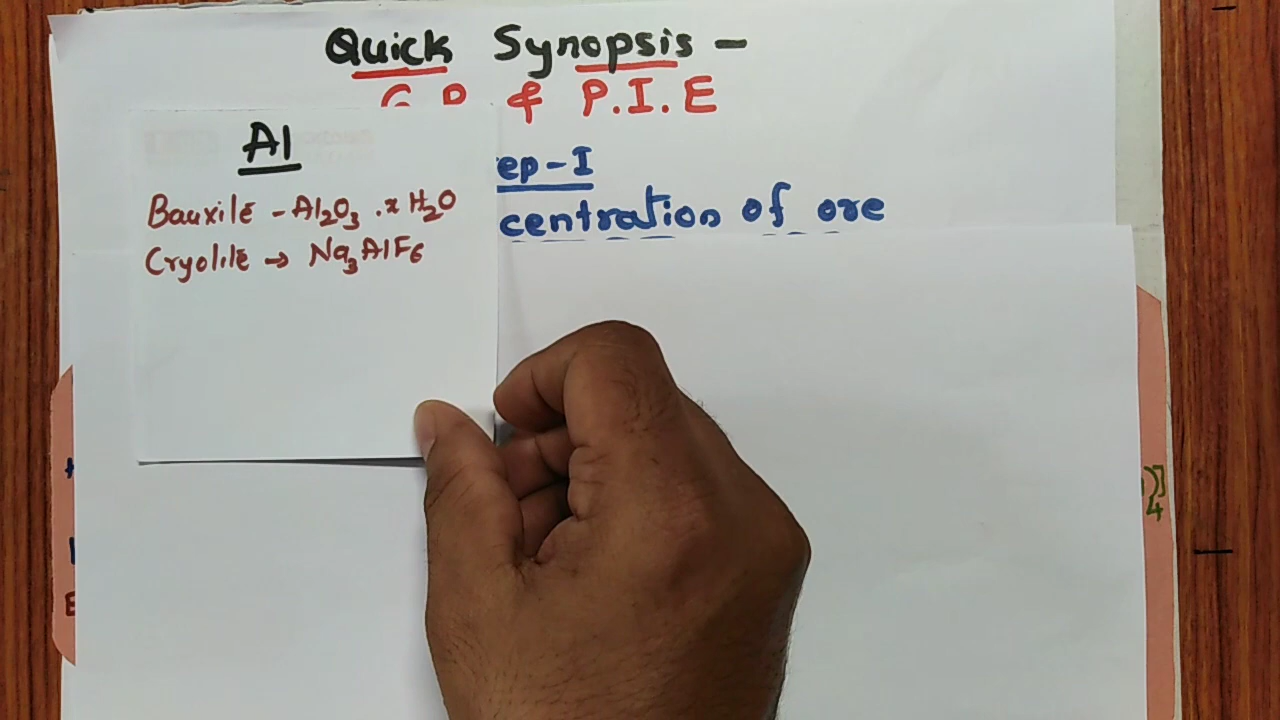 Quick Synopsis -
G P & P.I.E
Al
Bauxite - Al₂O₃ . x H₂O
Cryolite → Na₃AlF₆
ep - I
centration of ore